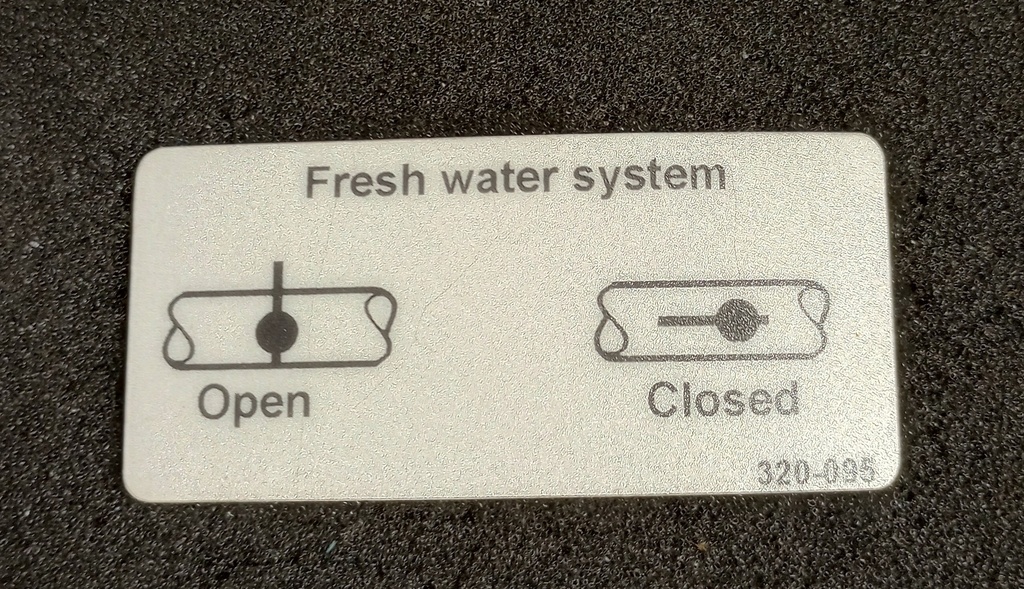 Fresh water system
Open
Closed
320-095